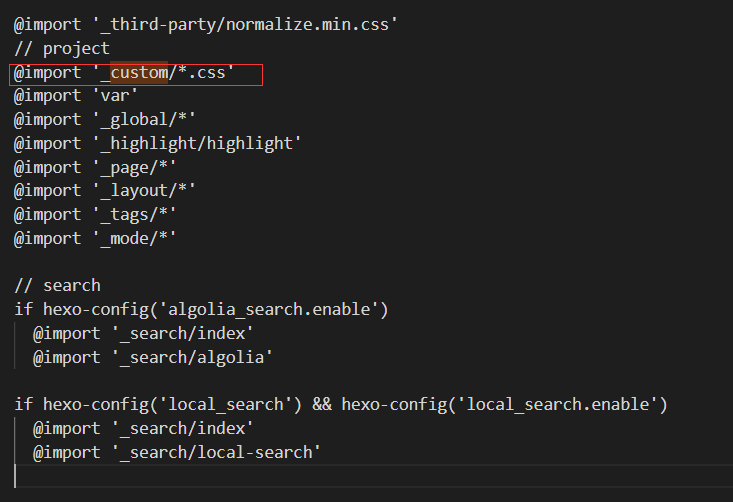 @import '_third-party/normalize.min.css'
// project
@import '_custom/*.css'
@import 'var'
@import '_global/*'
@import '_highlight/highlight'
@import '_page/*'
@import '_layout/*'
@import '_tags/*'
@import '_mode/*'
// search
if hexo-config('algolia_search.enable')
@import '_search/index'
@import '_search/algolia'
if hexo-config('local_search') && hexo-config('local_search.enable')
@import '_search/index'
@import '_search/local-search'